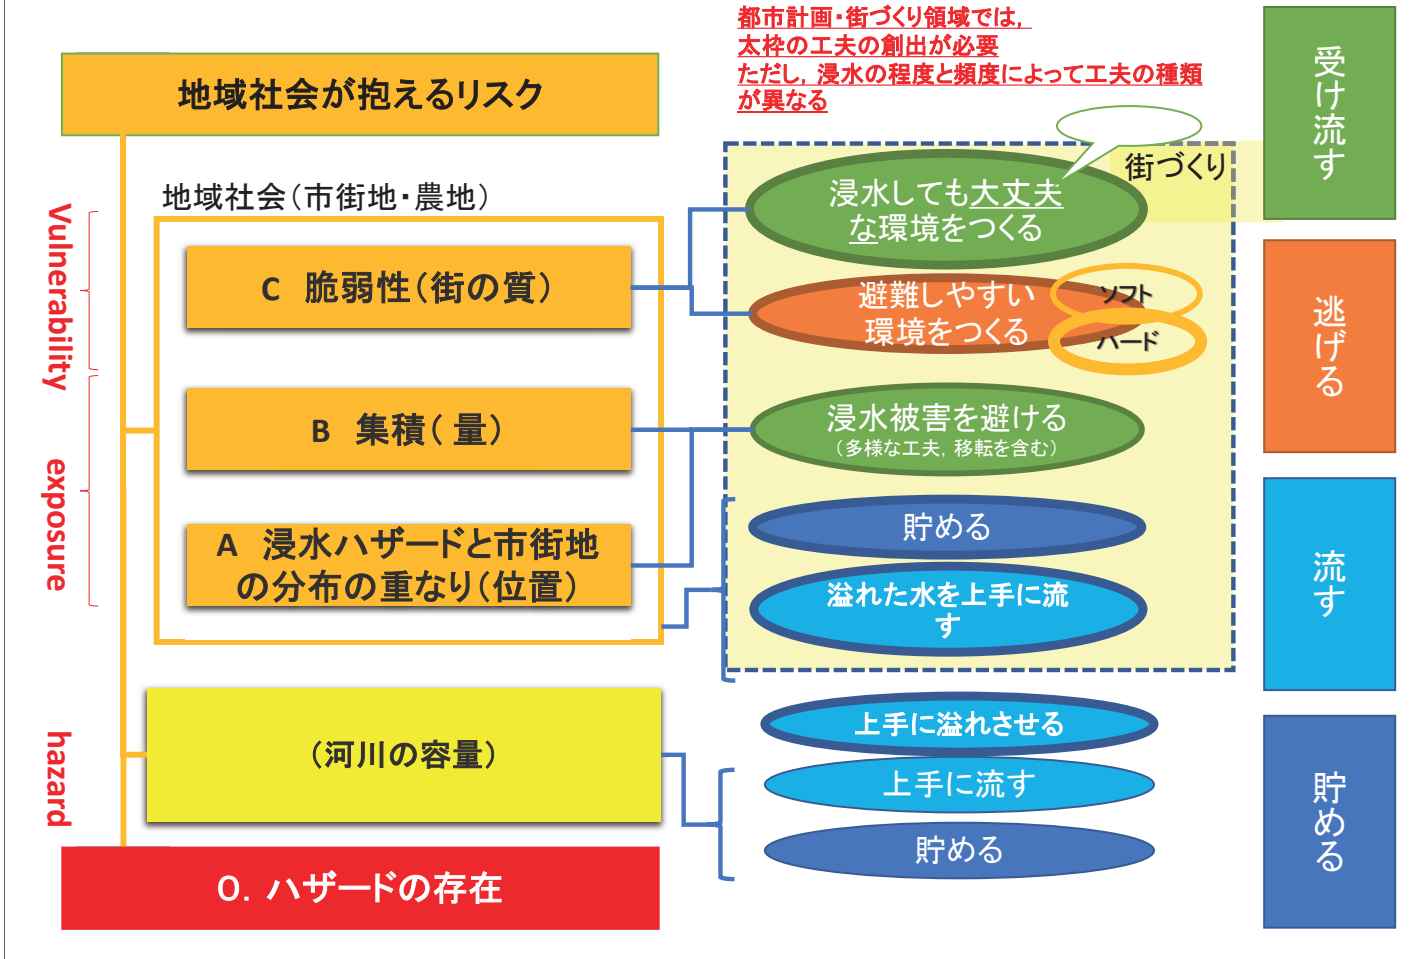 都市計画・街づくり領域では，
太枠の工夫の創出が必要
ただし，浸水の程度と頻度によって工夫の種類
が異なる
地域社会が抱えるリスク
地域社会（市街地・農地）
Vulnerability
exposure
hazard
C 脆弱性（街の質）
B 集積（ 量）
A 浸水ハザードと市街地
の分布の重なり（位置）
（河川の容量）
0．ハザードの存在
街づくり
浸水しても大丈夫
な環境をつくる
避難しやすい
環境をつくる
ソフト
ハード
浸水被害を避ける
（多様な工夫，移転を含む）
貯める
溢れた水を上手に流
す
上手に溢れさせる
上手に流す
貯める
受け流す
逃げる
流す
貯める